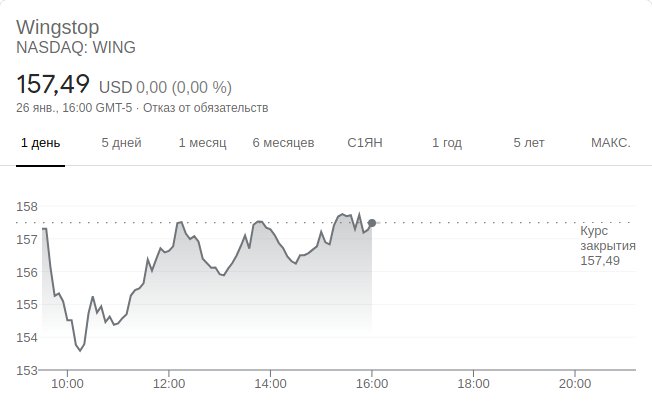 Wingstop
NASDAQ: WING
157,49 USD 0,00 (0,00 %)
26 янв., 16:00 GMT-5 · Отказ от обязательств
1 день 5 дней 1 месяц 6 месяцев С1ЯН 1 год 5 лет МАКС.
158
157
156
155
154
153
Курс
закрытия
157,49
10:00 12:00 14:00 16:00 18:00 20:00